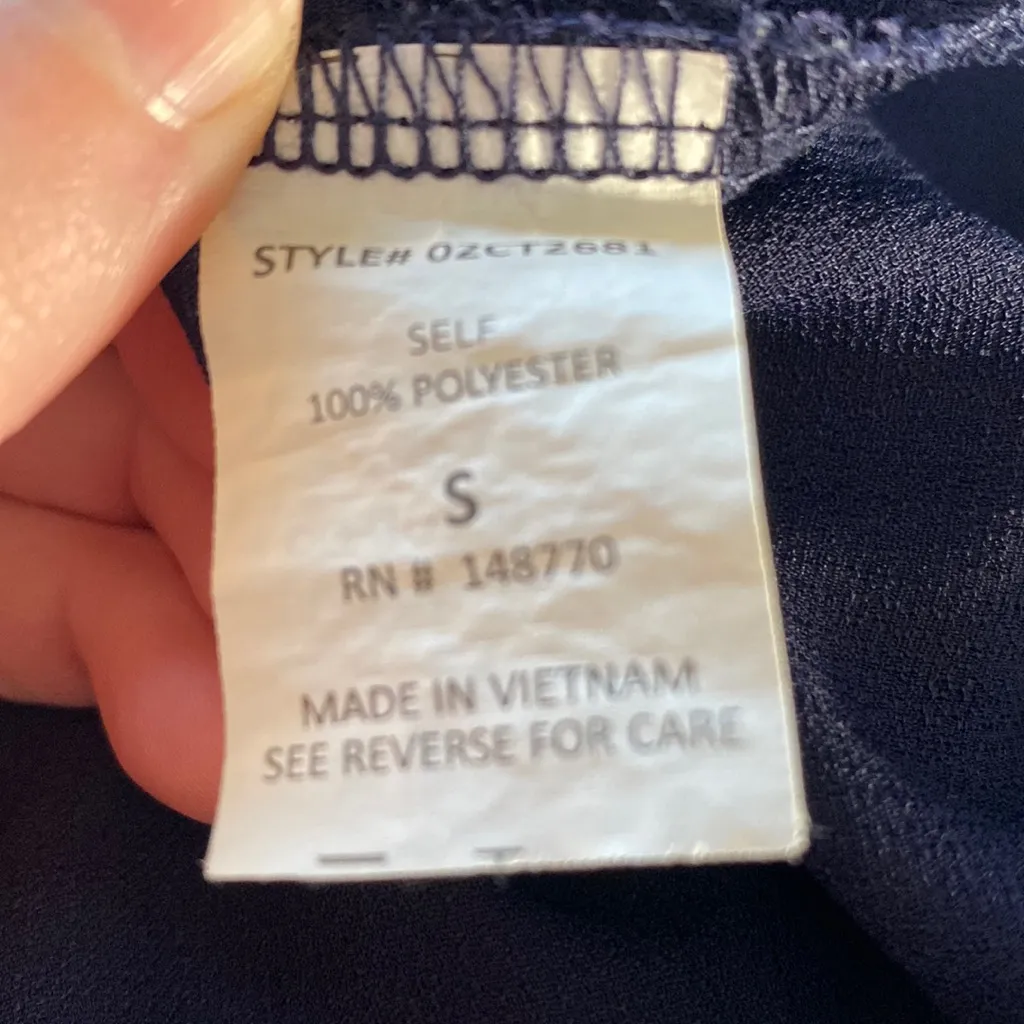 STYLE# 0ZCT2681
SELF
100% POLYESTER
S
RN # 148770
MADE IN VIETNAM
SEE REVERSE FOR CARE